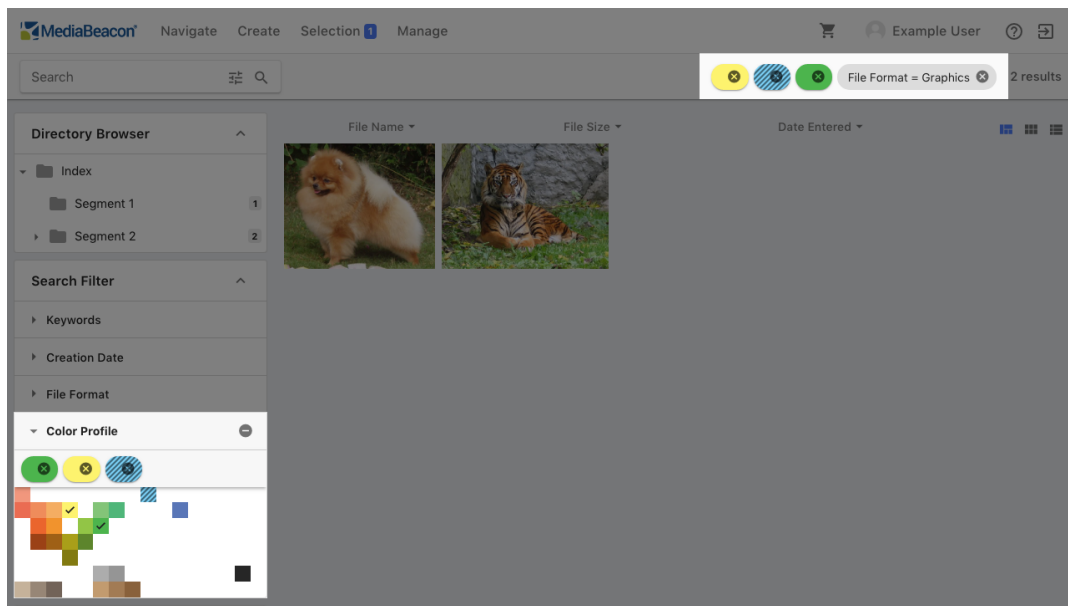 MediaBeacon® Navigate Create Selection 1 Manage Example User
Search File Format = Graphics 2 results
Directory Browser
File Name File Size Date Entered
Index
Segment 1 1
Segment 2 2
Search Filter
Keywords
Creation Date
File Format
Color Profile